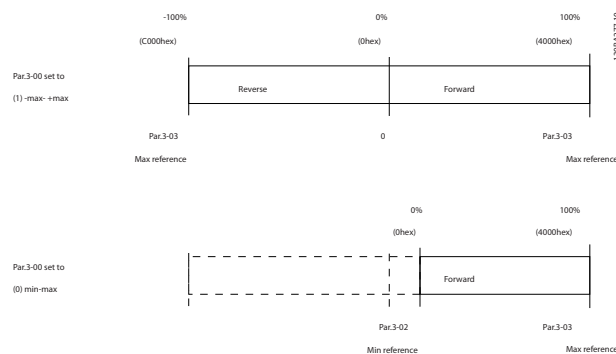 -100% 0% 100%
(C000hex) (0hex) (4000hex)
Par.3-00 set to
(1) -max- +max
Reverse Forward
Par.3-03 0 Par.3-03
Max reference Max reference
0% 100%
(0hex) (4000hex)
Par.3-00 set to
(0) min-max
Forward
Par.3-02 Par.3-03
Min reference Max reference